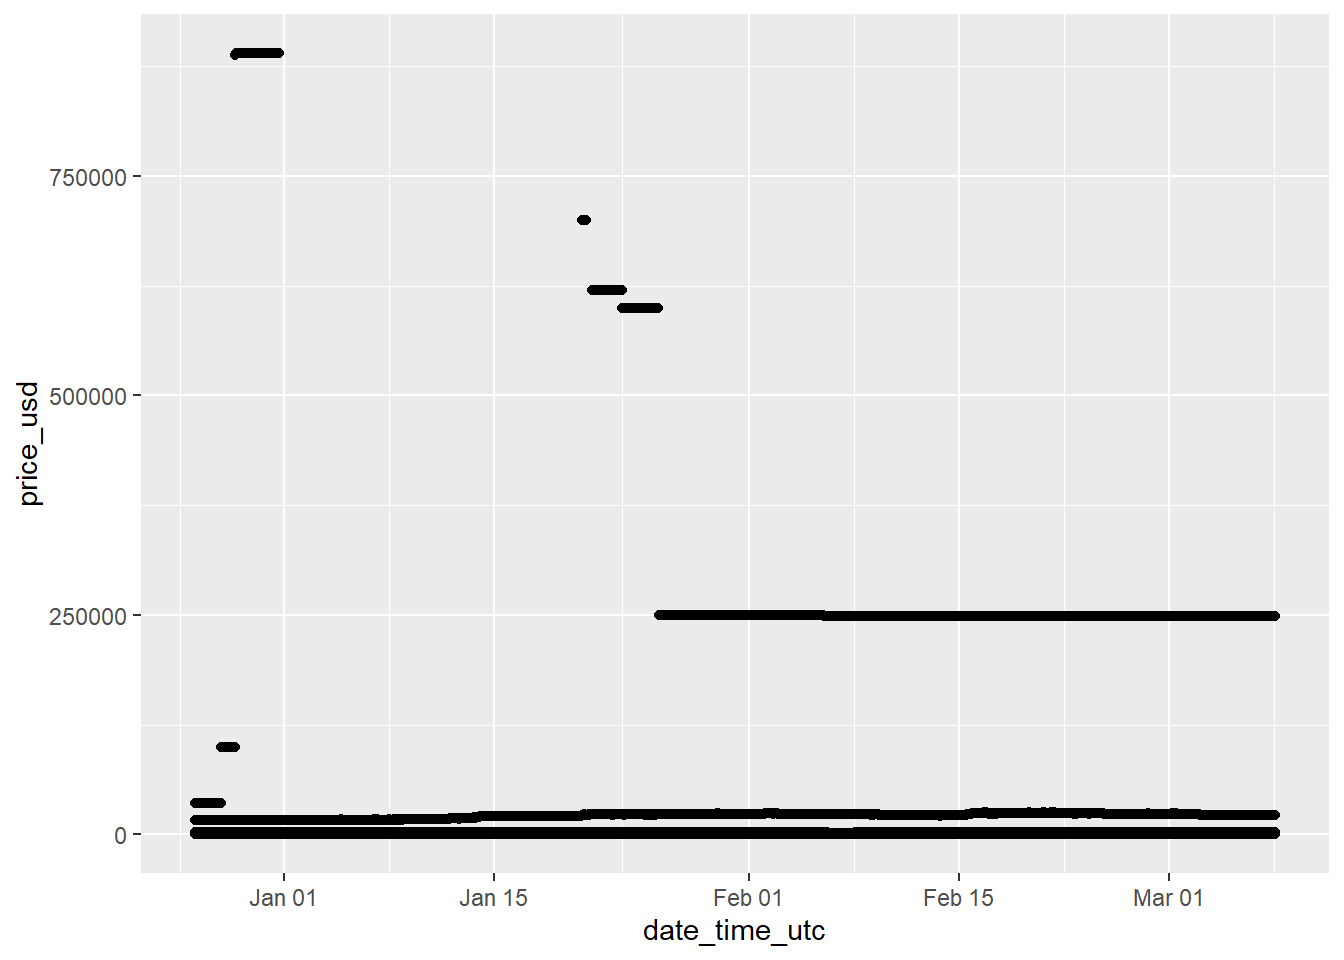 750000
500000
250000
0
price_usd
Jan 01
Jan 15
Feb 01
Feb 15
Mar 01
date_time_utc